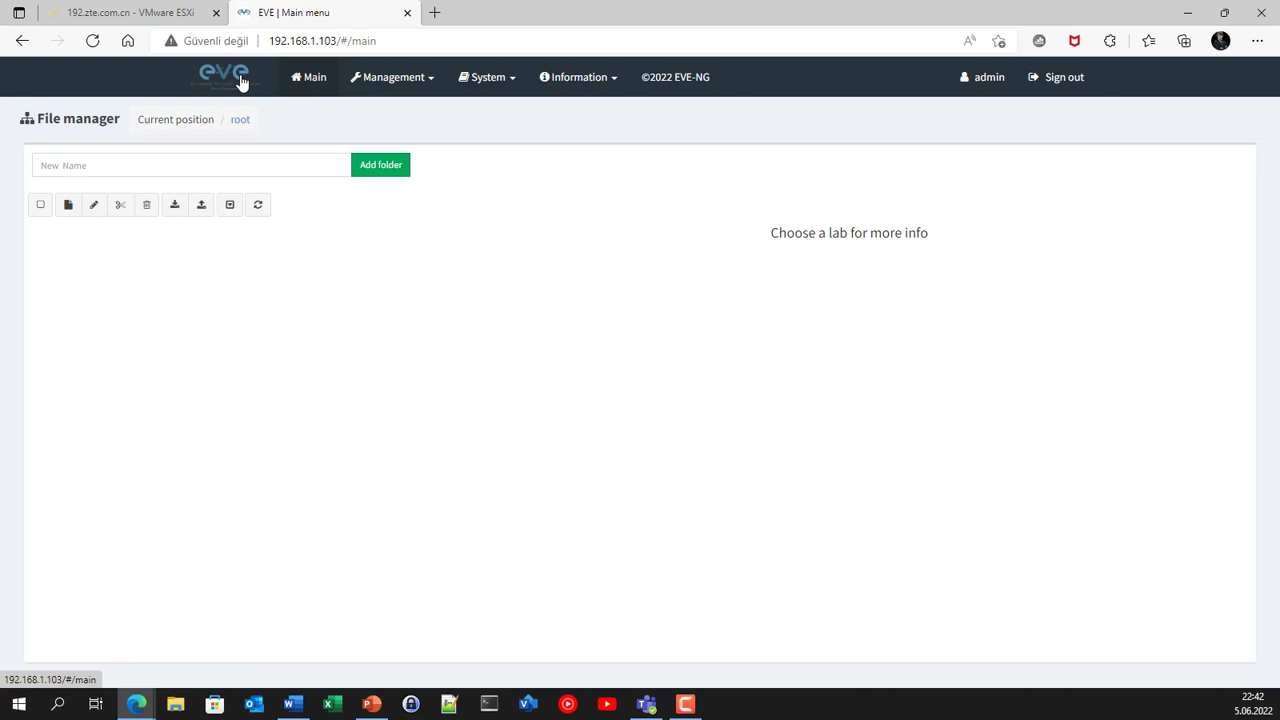 192.zte.com.cn - VMware ESXi
EVE | Main menu
Güvenli değil
192.168.1.103/#/main
eve
Main
Management
System
Information
©2022 EVE-NG
admin
Sign out
File manager
Current position / root
New Name
Add folder
Choose a lab for more info
192.168.1.103/#/main
22:42
5.06.2022